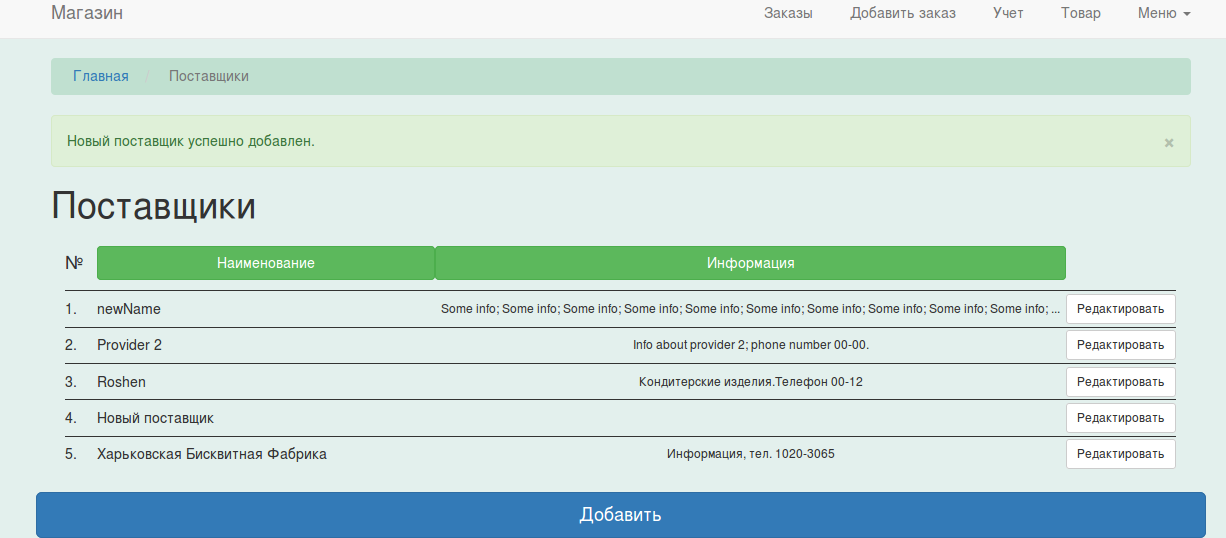 Магазин Заказы Добавить заказ Учет Товар Меню
Главная / Поставщики
Новый поставщик успешно добавлен. ×
Поставщики
№ Наименование Информация
1. newName Some info; Some info; Some info; Some info; Some info; Some info; Some info; Some info; Some info; Some info; ... Редактировать
2. Provider 2 Info about provider 2; phone number 00-00. Редактировать
3. Roshen Кондитерские изделия.Телефон 00-12 Редактировать
4. Новый поставщик Редактировать
5. Харьковская Бисквитная Фабрика Информация, тел. 1020-3065 Редактировать
Добавить